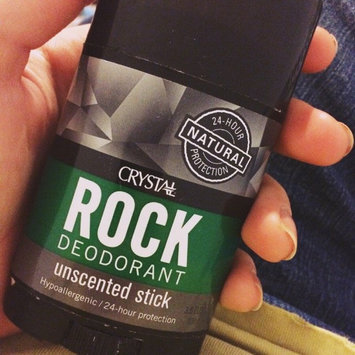 24-HOUR
NATURAL
PROTECTION
CRYSTAL
ROCK
DEODORANT
unscented stick
Hypoallergenic / 24-hour protection